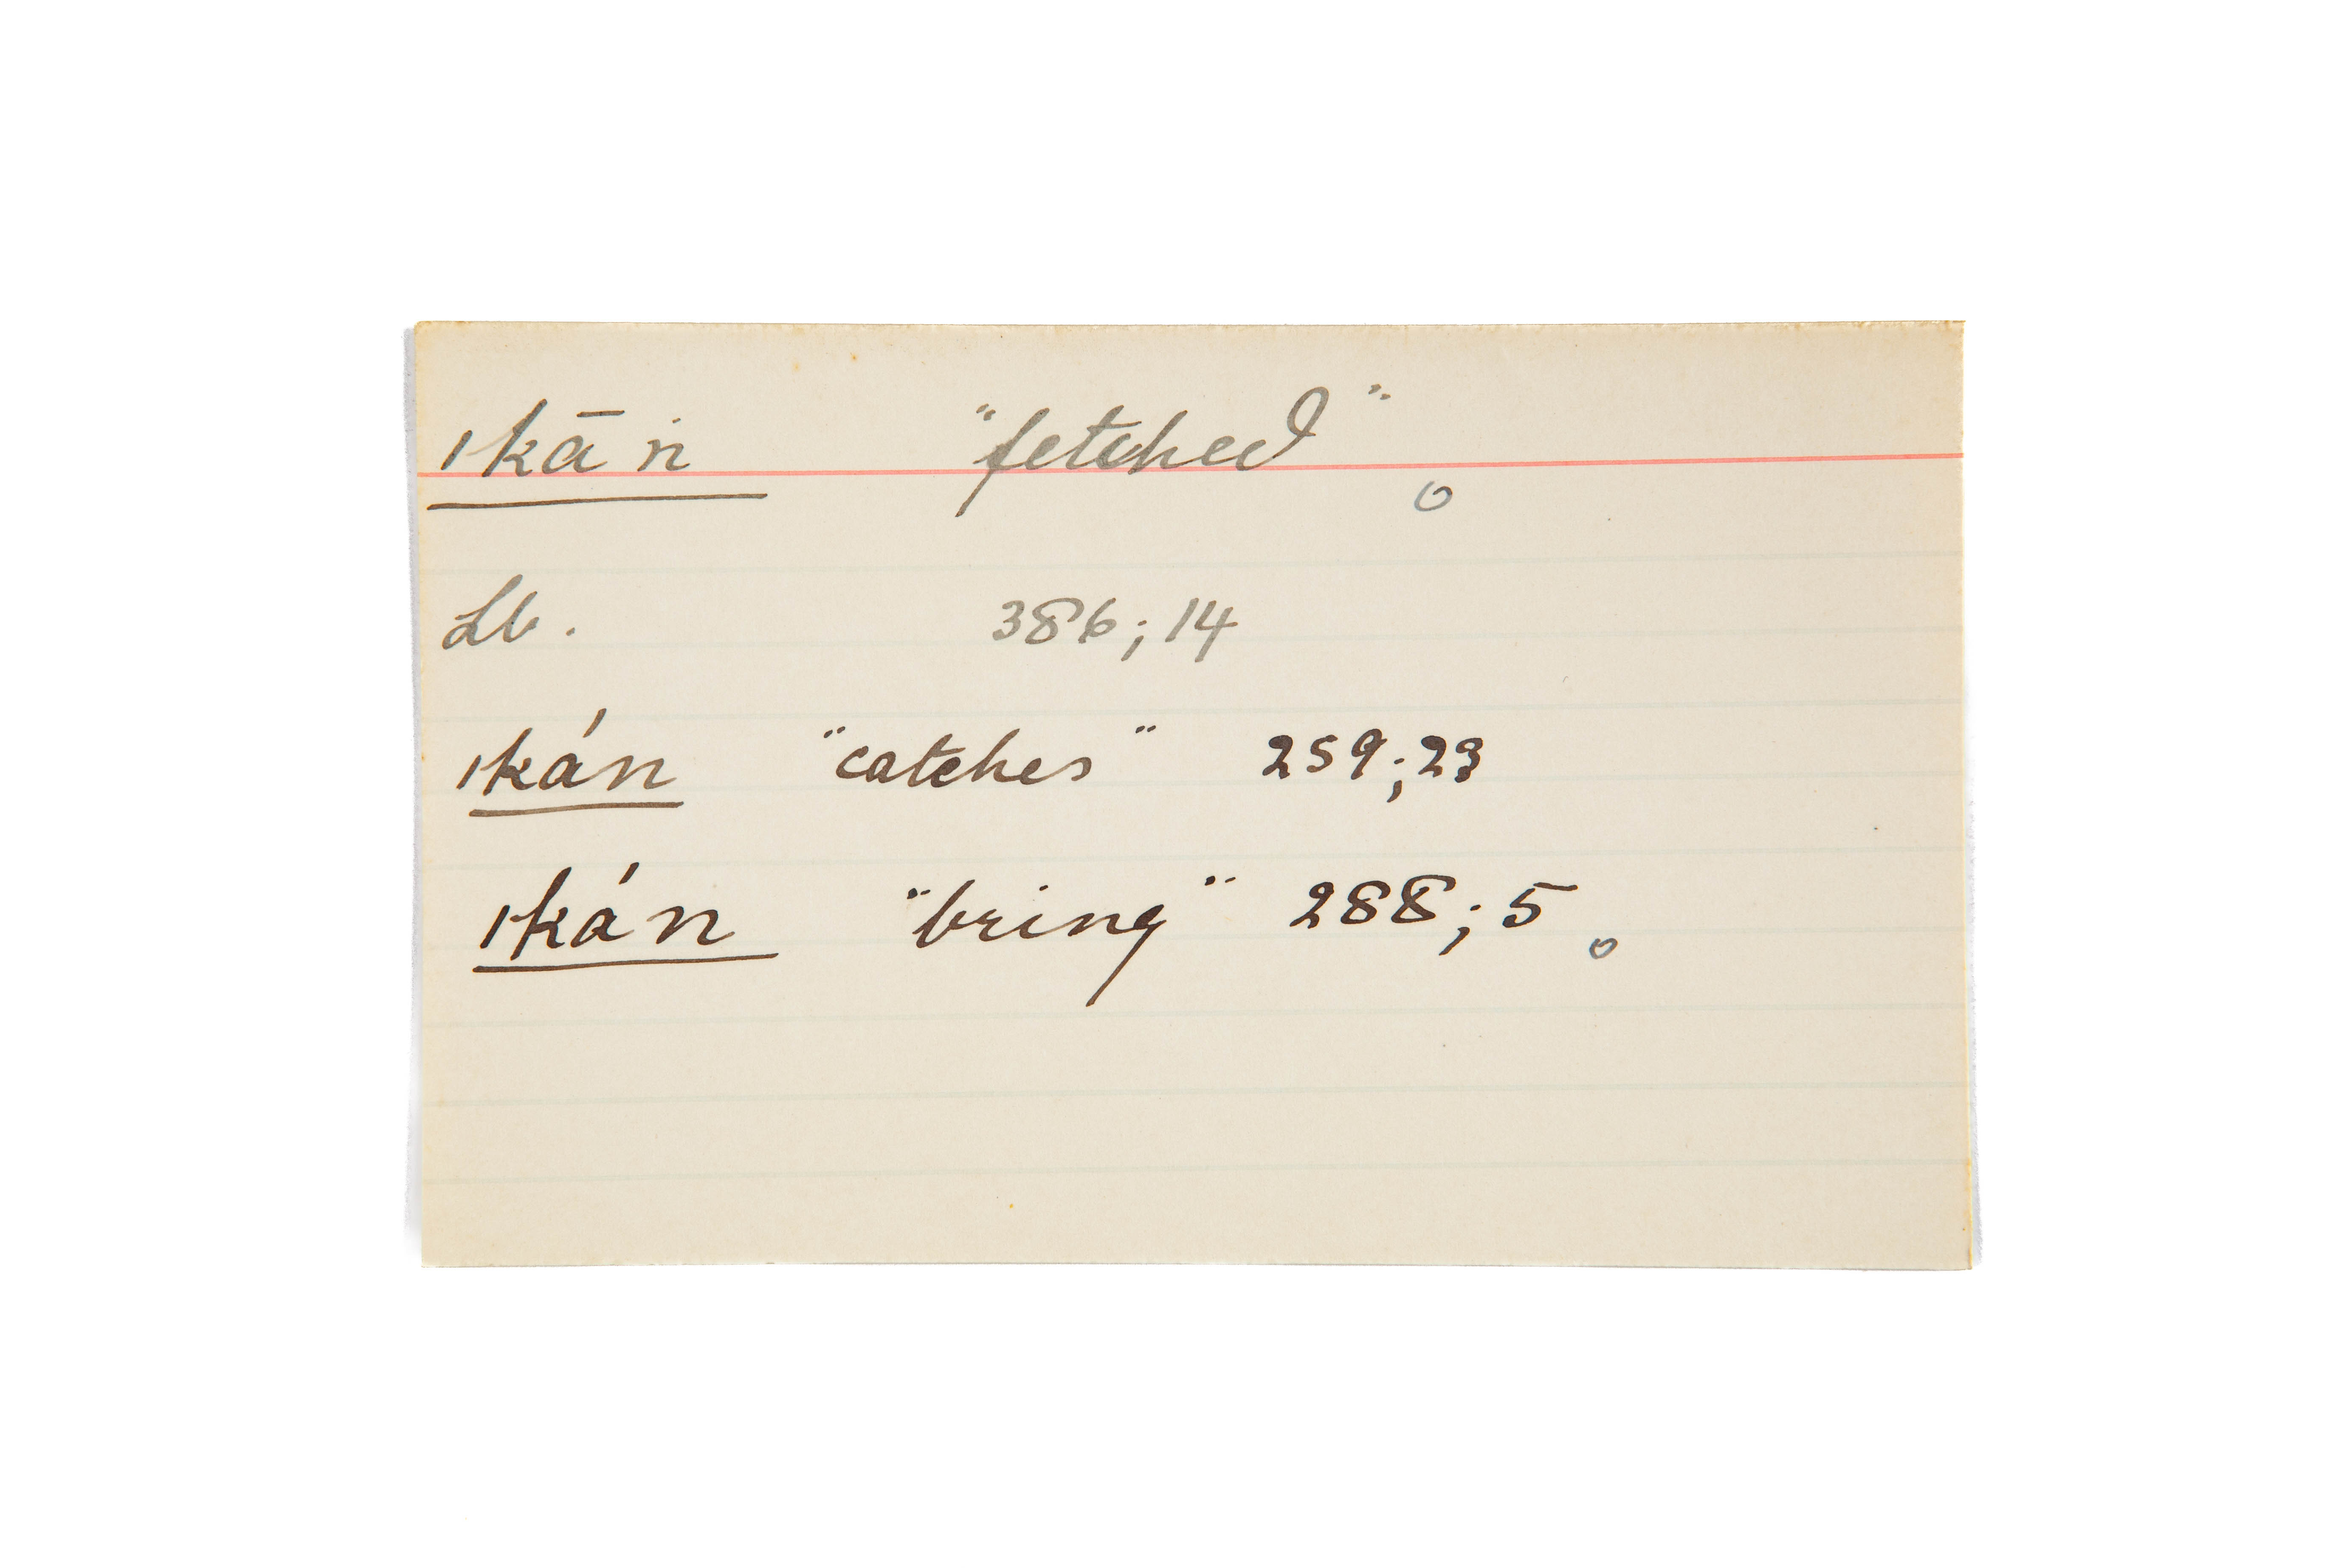 ıkā ṅ "fetched"
Lb. 386; 14
ıkán "catches" 259; 23
ıkán "bring" 288; 5 。